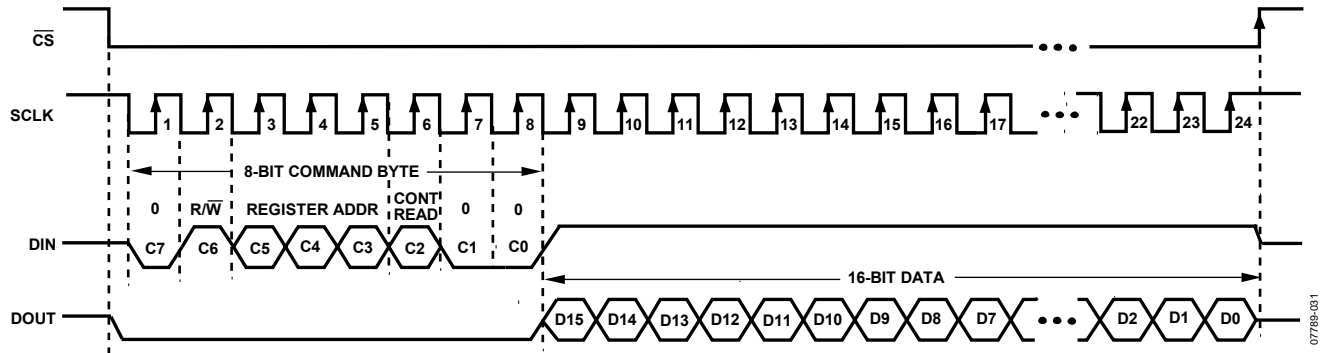 CS
SCLK
1 2 3 4 5 6 7 8 9 10 11 12 13 14 15 16 17 22 23 24
8-BIT COMMAND BYTE
0 R/W REGISTER ADDR CONT READ 0 0
DIN C7 C6 C5 C4 C3 C2 C1 C0
16-BIT DATA
DOUT D15 D14 D13 D12 D11 D10 D9 D8 D7 D2 D1 D0
07789-031